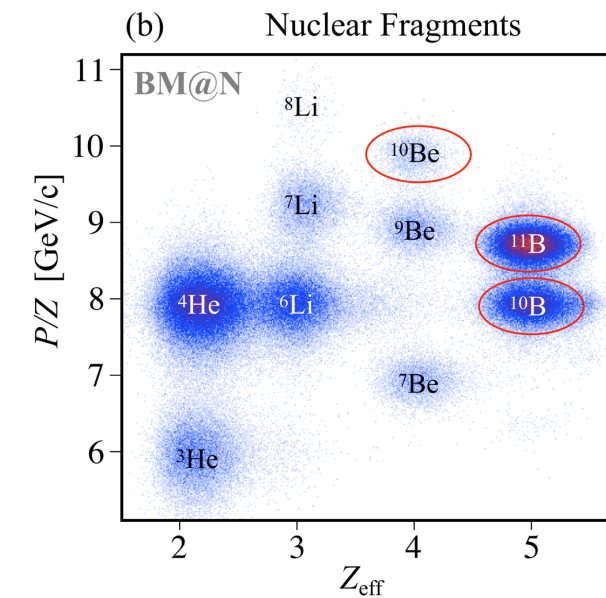 (b) Nuclear Fragments
BM@N
11
10
9
8
7
6
P/Z [GeV/c]
⁸Li
¹⁰Be
⁷Li
⁹Be
¹¹B
⁴He
⁶Li
¹⁰B
⁷Be
³He
2 3 4 5
Z_eff